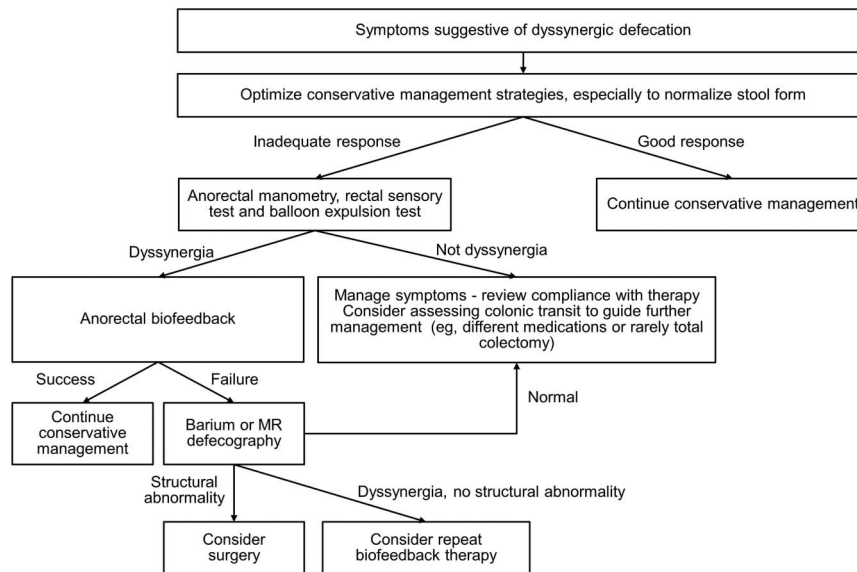 Symptoms suggestive of dyssynergic defecation
Optimize conservative management strategies, especially to normalize stool form
Inadequate response
Good response
Anorectal manometry, rectal sensory
test and balloon expulsion test
Continue conservative management
Dyssynergia
Not dyssynergia
Anorectal biofeedback
Manage symptoms - review compliance with therapy
Consider assessing colonic transit to guide further
management (eg, different medications or rarely total
colectomy)
Success
Failure
Normal
Continue
conservative
management
Barium or MR
defecography
Structural
abnormality
Dyssynergia, no structural abnormality
Consider
surgery
Consider repeat
biofeedback therapy